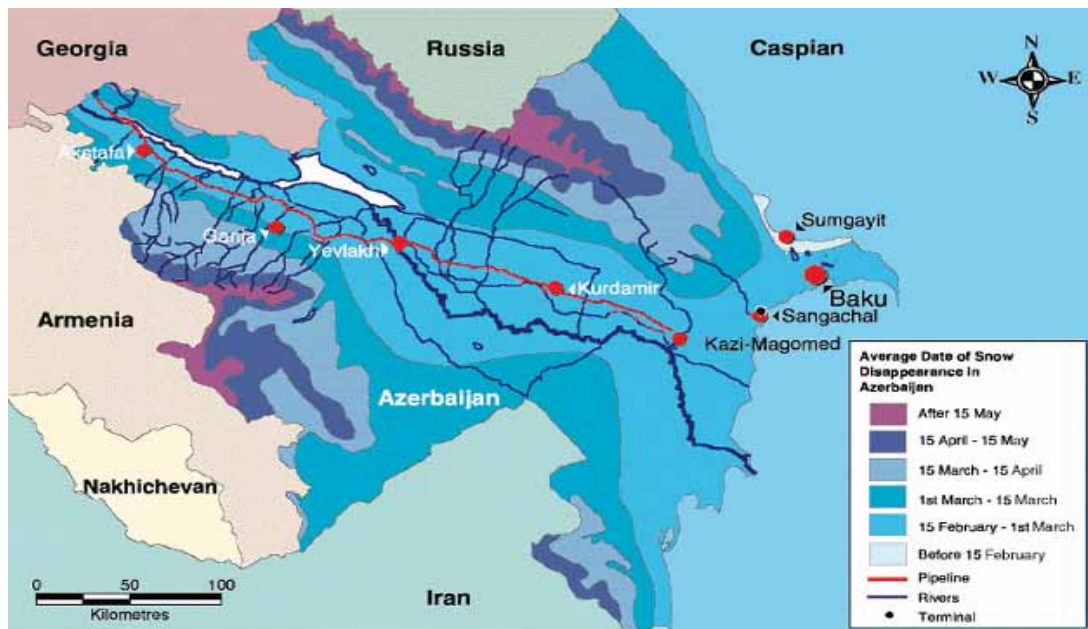 Georgia
Russia
Caspian
N
W E
S
Akstafa
Sumgayit
Ganja
Yevlakh
Baku
Kurdamir
Sangachal
Armenia
Kazi-Magomed
Azerbaijan
Nakhichevan
Iran
0 50 100
Kilometres
Average Date of Snow
Disappearance In
Azerbaijan
After 15 May
15 April - 15 May
15 March - 15 April
1st March - 15 March
15 February - 1st March
Before 15 February
Pipeline
Rivers
Terminal